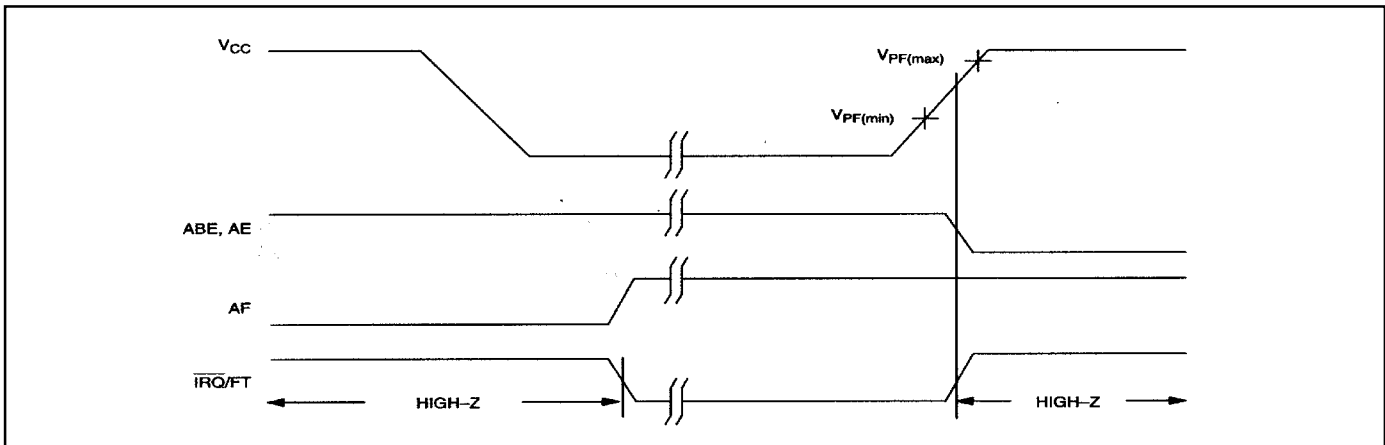 VCC
VPF(max)
VPF(min)
ABE, AE
AF
IRQ/FT
HIGH–Z
HIGH–Z